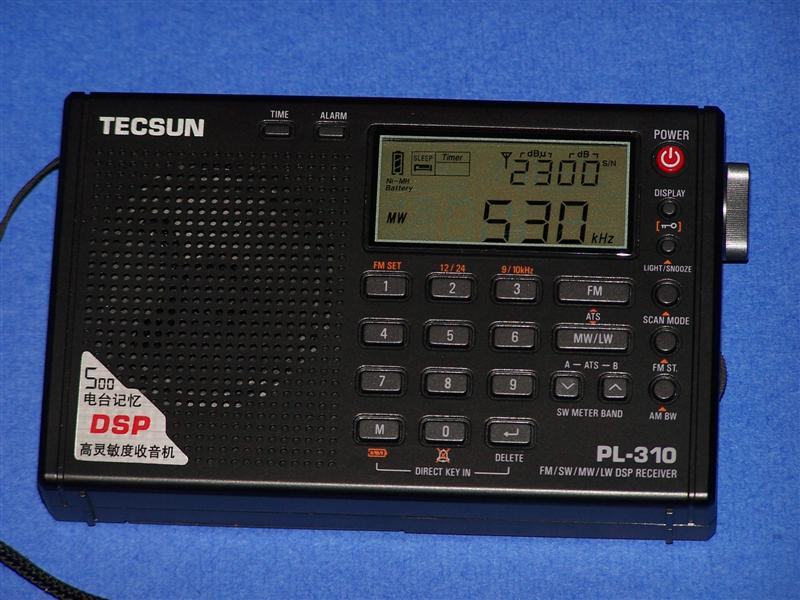 TIME ALARM
TECSUN
POWER
SLEEP Timer dBμ dB S/N
2300
Ni-MH
Battery
MW 530 kHz
DISPLAY
LIGHT/SNOOZE
FM SET 12/24 9/10kHz
1 2 3 FM
SCAN MODE
ATS
4 5 6 MW/LW
A — ATS — B
FM ST.
7 8 9
SW METER BAND
AM BW
M 0
DELETE
DIRECT KEY IN
PL-310
FM/SW/MW/LW DSP RECEIVER
500
电台记忆
DSP
高灵敏度收音机